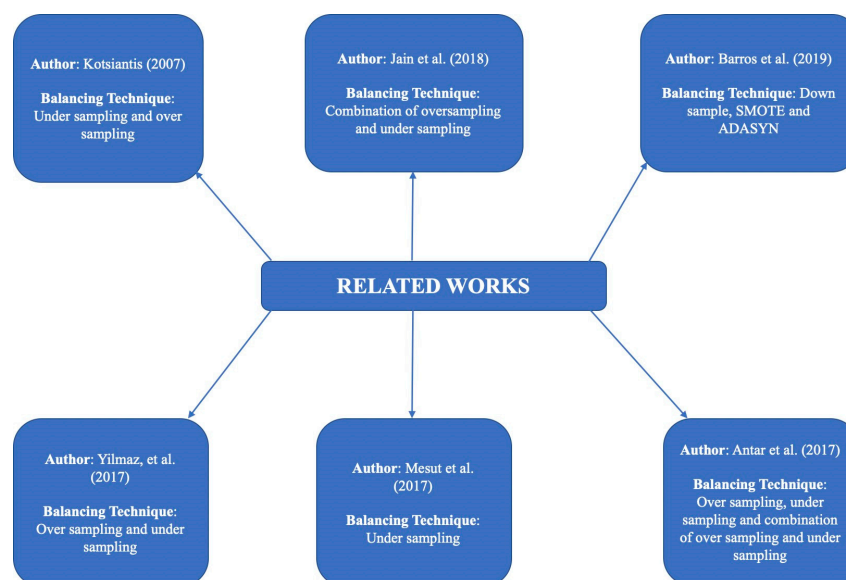 Author: Kotsiantis (2007)
Balancing Technique:
Under sampling and over
sampling
Author: Jain et al. (2018)
Balancing Technique:
Combination of oversampling
and under sampling
Author: Barros et al. (2019)
Balancing Technique: Down
sample, SMOTE and
ADASYN
RELATED WORKS
Author: Yilmaz, et al.
(2017)
Balancing Technique:
Over sampling and under
sampling
Author: Mesut et al.
(2017)
Balancing Technique:
Under sampling
Author: Antar et al. (2017)
Balancing Technique:
Over sampling, under
sampling and combination
of over sampling and under
sampling